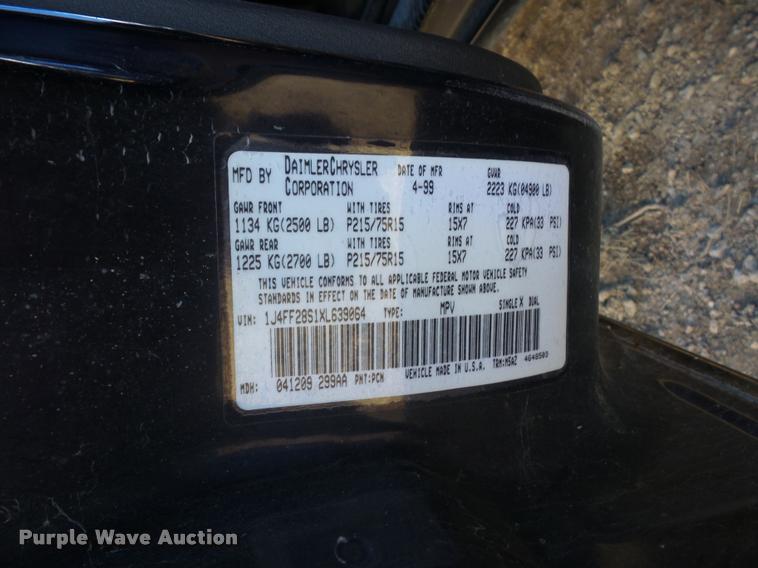 MFD BY DAIMLERCHRYSLER CORPORATION DATE OF MFR 4-99 GVWR 2223 KG(04900 LB)
GAWR FRONT WITH TIRES RIMS AT COLD
1134 KG(2500 LB) P215/75R15 15X7 227 KPA(33 PSI)
GAWR REAR WITH TIRES RIMS AT COLD
1225 KG(2700 LB) P215/75R15 15X7 227 KPA(33 PSI)
THIS VEHICLE CONFORMS TO ALL APPLICABLE FEDERAL MOTOR VEHICLE SAFETY
STANDARDS IN EFFECT ON THE DATE OF MANUFACTURE SHOWN ABOVE.
VIN: 1J4FF28S1XL639064 TYPE: MPV SINGLE X DUAL
MDH: 041209 299AA PNT:PCN VEHICLE MADE IN U.S.A. TRM:M5AZ 4648503
Purple Wave Auction